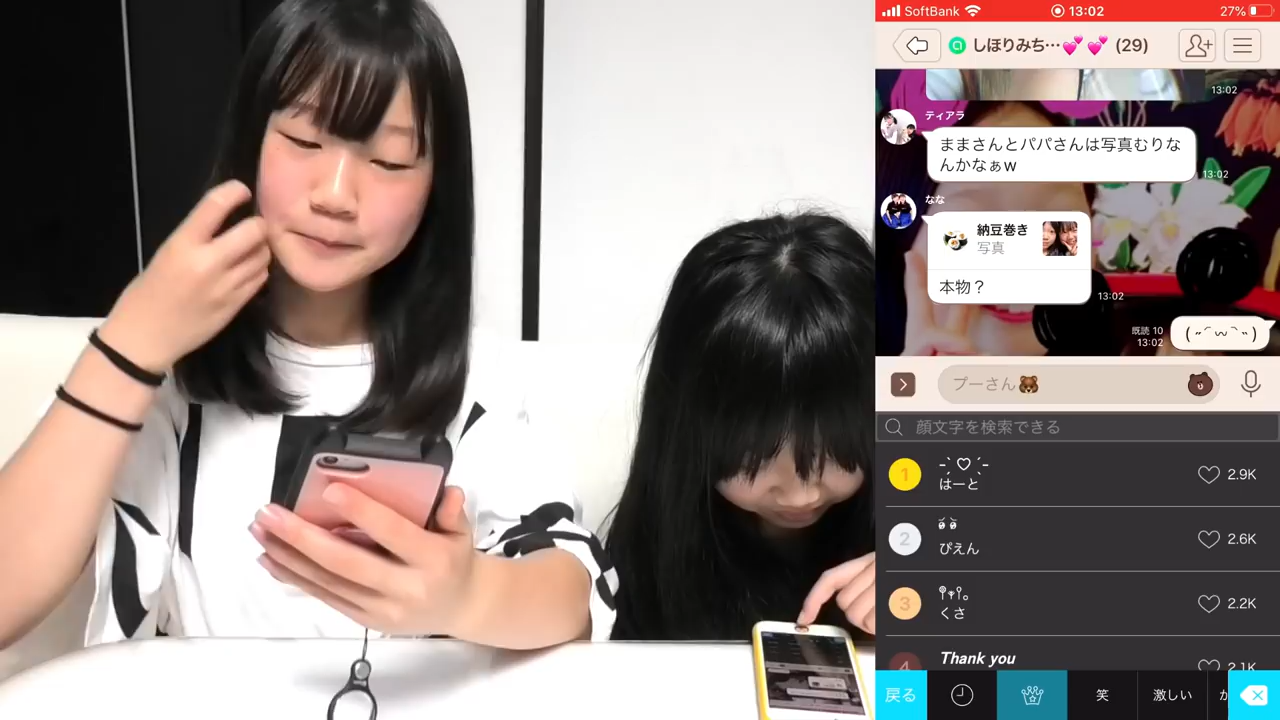 SoftBank
13:02
27%
しほりみち…💕💕 (29)
13:02
ティアラ
ままさんとパパさんは写真むりな
んかなぁw
13:02
なな
納豆巻き
写真
本物？
13:02
既読 10
13:02
プーさん🐻
顔文字を検索できる
1
はーと
2.9K
2
ぴえん
2.6K
3
くさ
2.2K
4
Thank you
2.1K
戻る
笑
激しい